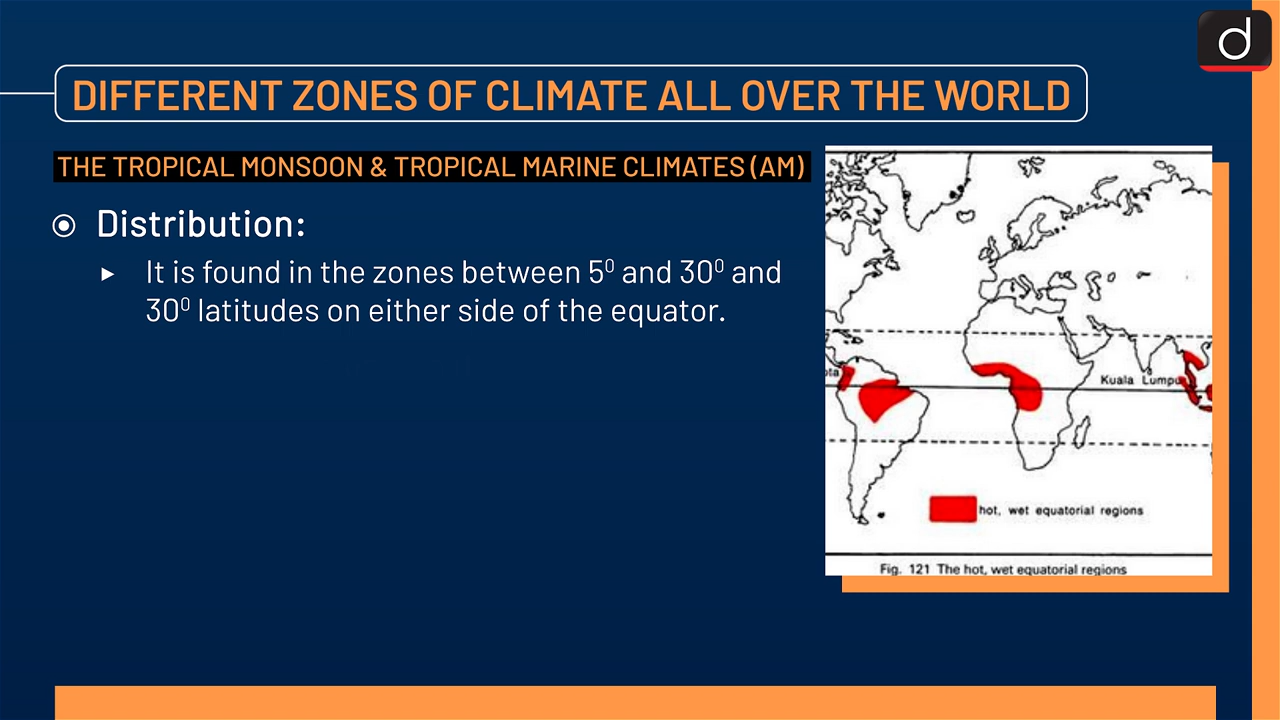 d
DIFFERENT ZONES OF CLIMATE ALL OVER THE WORLD
THE TROPICAL MONSOON & TROPICAL MARINE CLIMATES (AM)
Distribution:
It is found in the zones between 5⁰ and 30⁰ and
30⁰ latitudes on either side of the equator.
ota
Kuala Lumpu
hot, wet equatorial regions
Fig. 121 The hot, wet equatorial regions